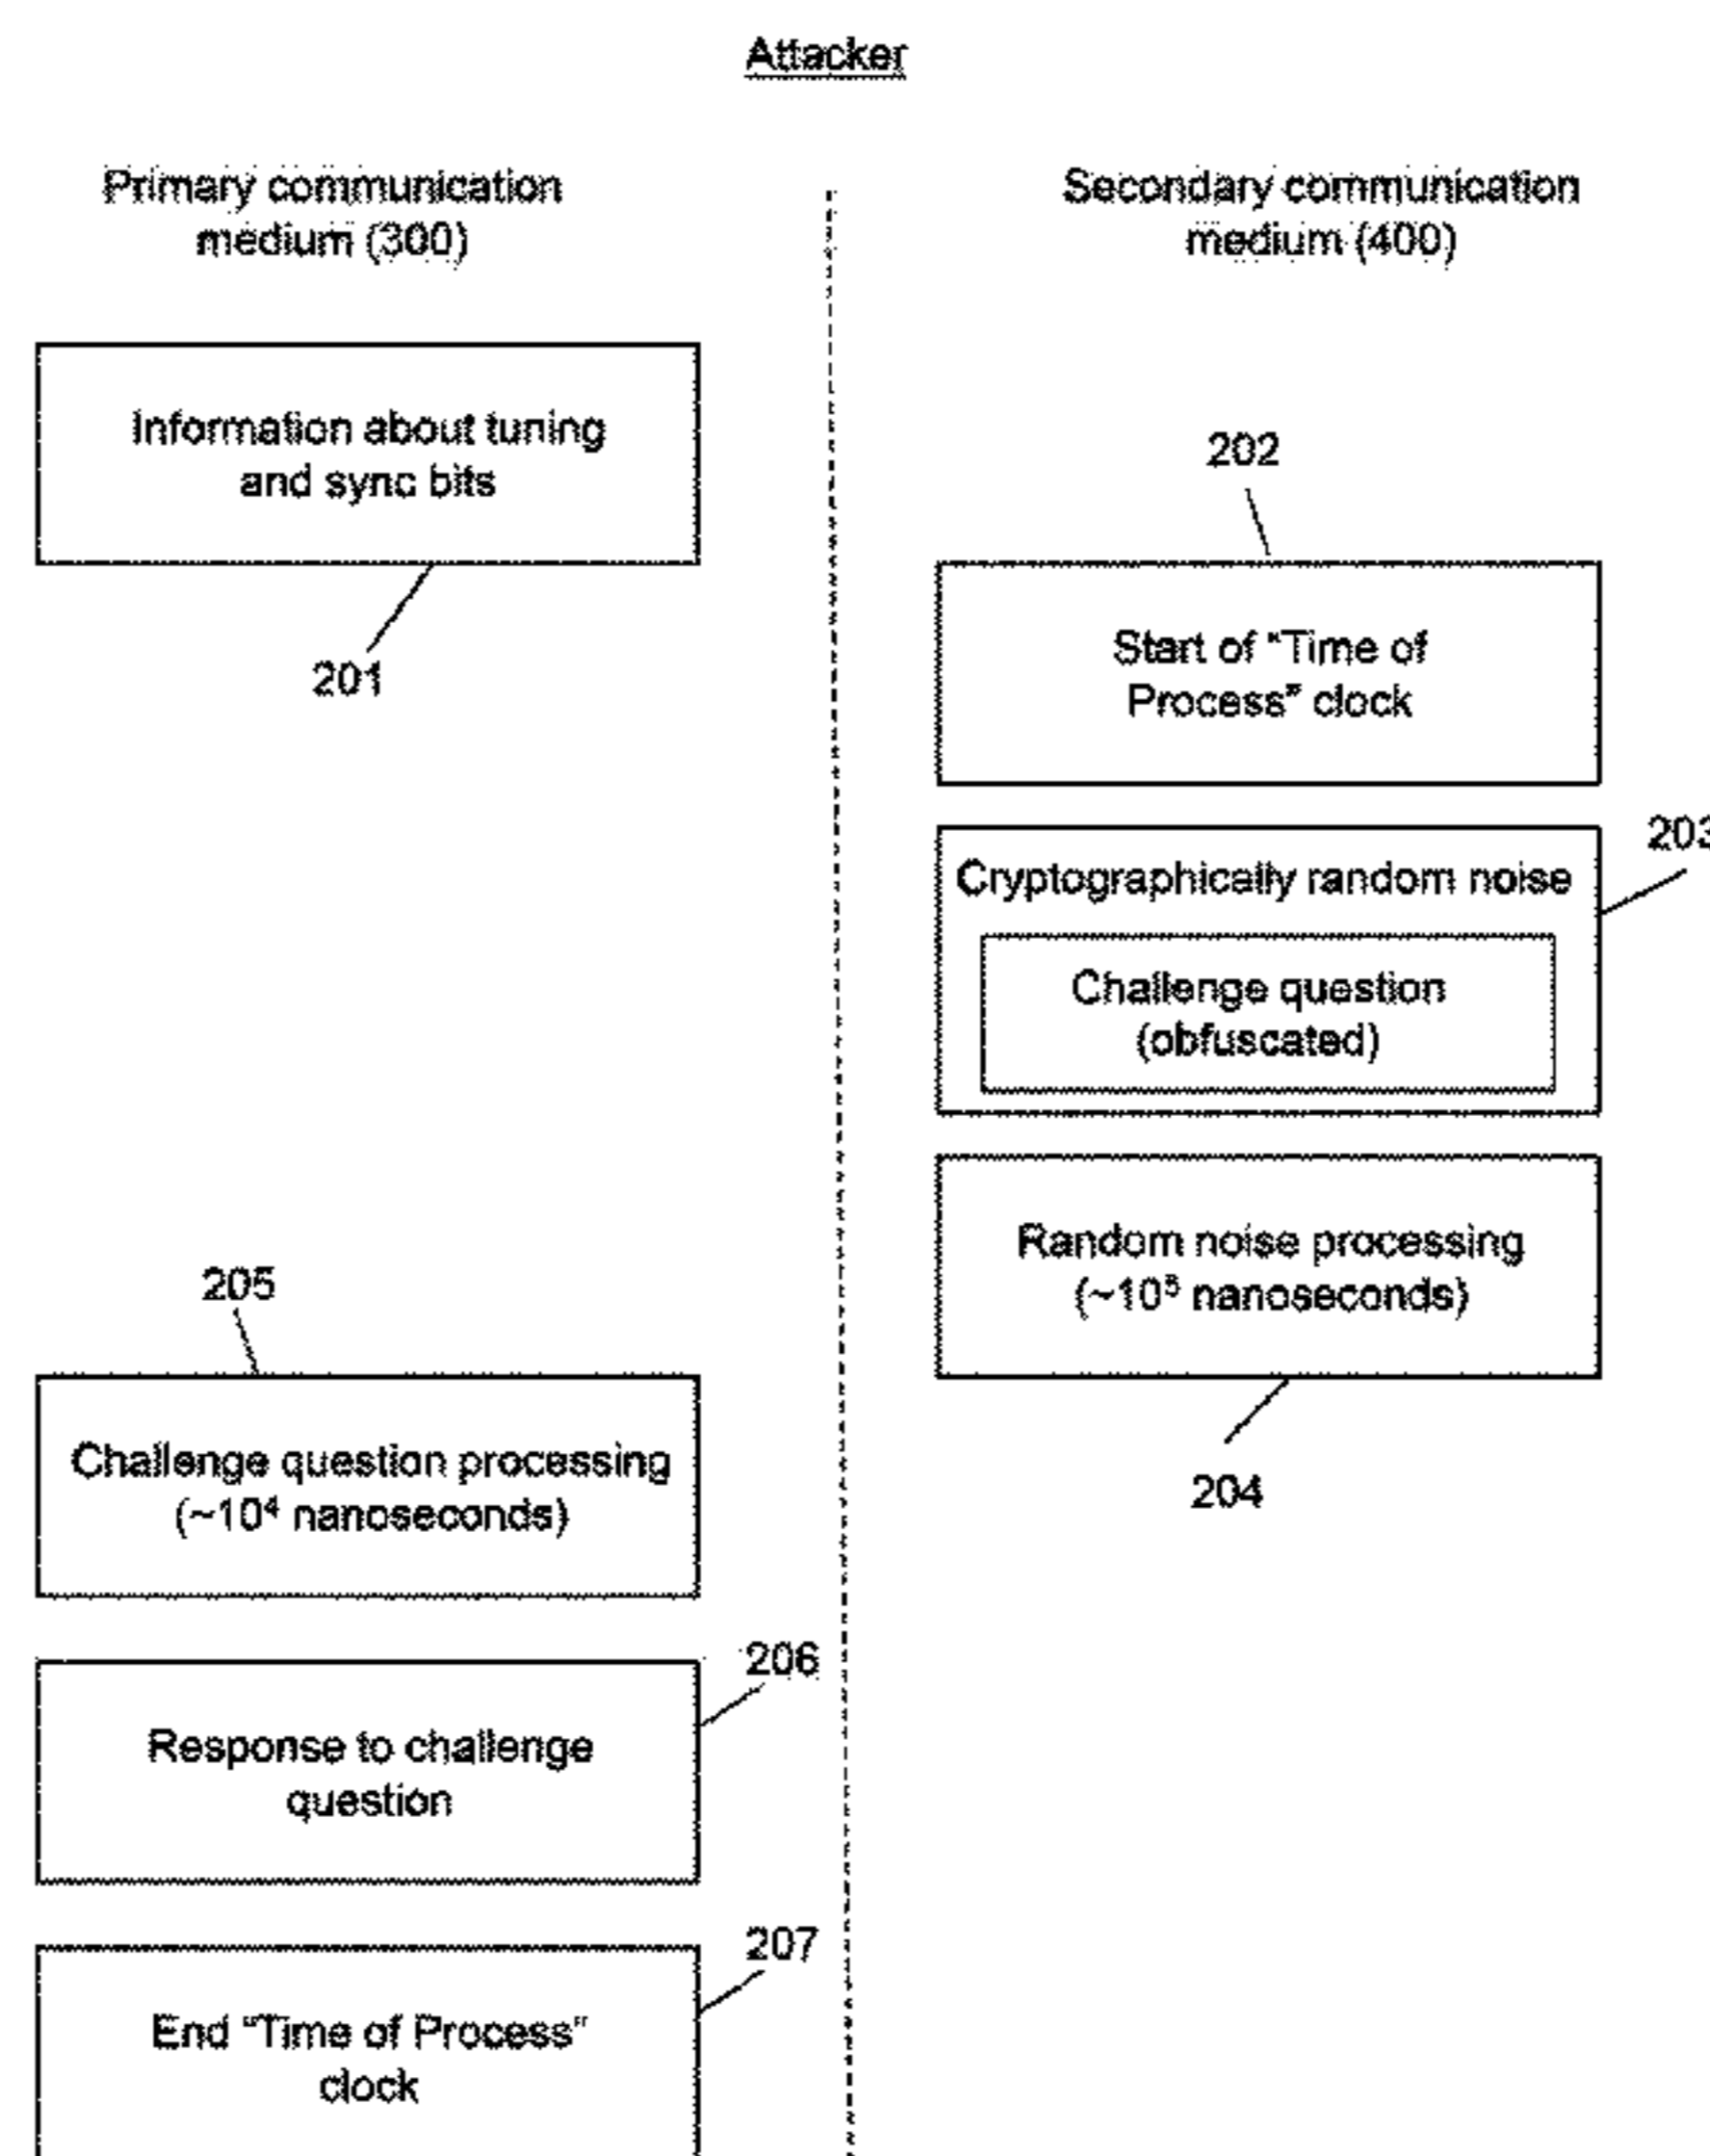 Attacker
Primary communication
medium (300)
Secondary communication
medium (400)
Information about tuning
and sync bits
201
202
Start of "Time of
Process" clock
203
Cryptographically random noise
Challenge question
(obfuscated)
Random noise processing
(~10⁵ nanoseconds)
204
205
Challenge question processing
(~10⁴ nanoseconds)
206
Response to challenge
question
207
End "Time of Process"
clock